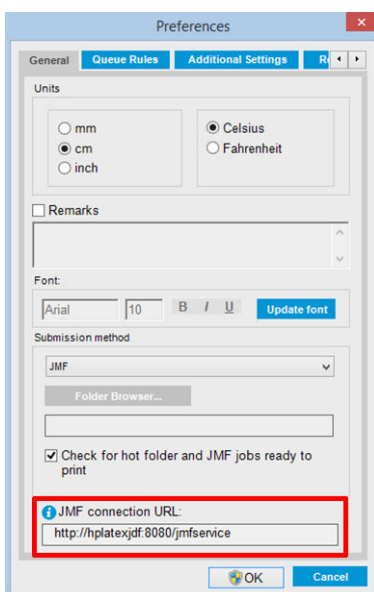 Preferences
General Queue Rules Additional Settings
Units
mm
cm
inch
Celsius
Fahrenheit
Remarks
Font:
Arial 10 B I U Update font
Submission method
JMF
Folder Browser...
Check for hot folder and JMF jobs ready to
print
JMF connection URL:
http://hplatexjdf:8080/jmfservice
OK Cancel